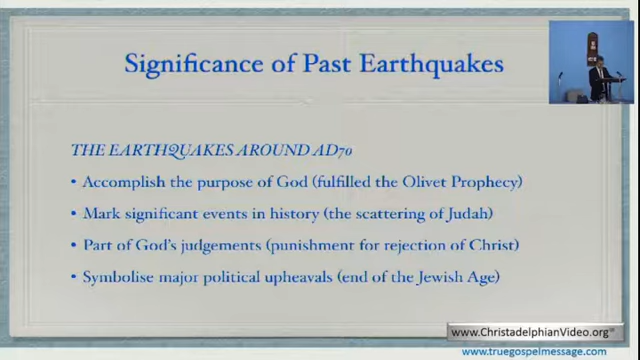 Significance of Past Earthquakes
THE EARTHQUAKES AROUND AD70
• Accomplish the purpose of God (fulfilled the Olivet Prophecy)
• Mark significant events in history (the scattering of Judah)
• Part of God's judgements (punishment for rejection of Christ)
• Symbolise major political upheavals (end of the Jewish Age)
www.ChristadelphianVideo.org®
www.truegospelmessage.com